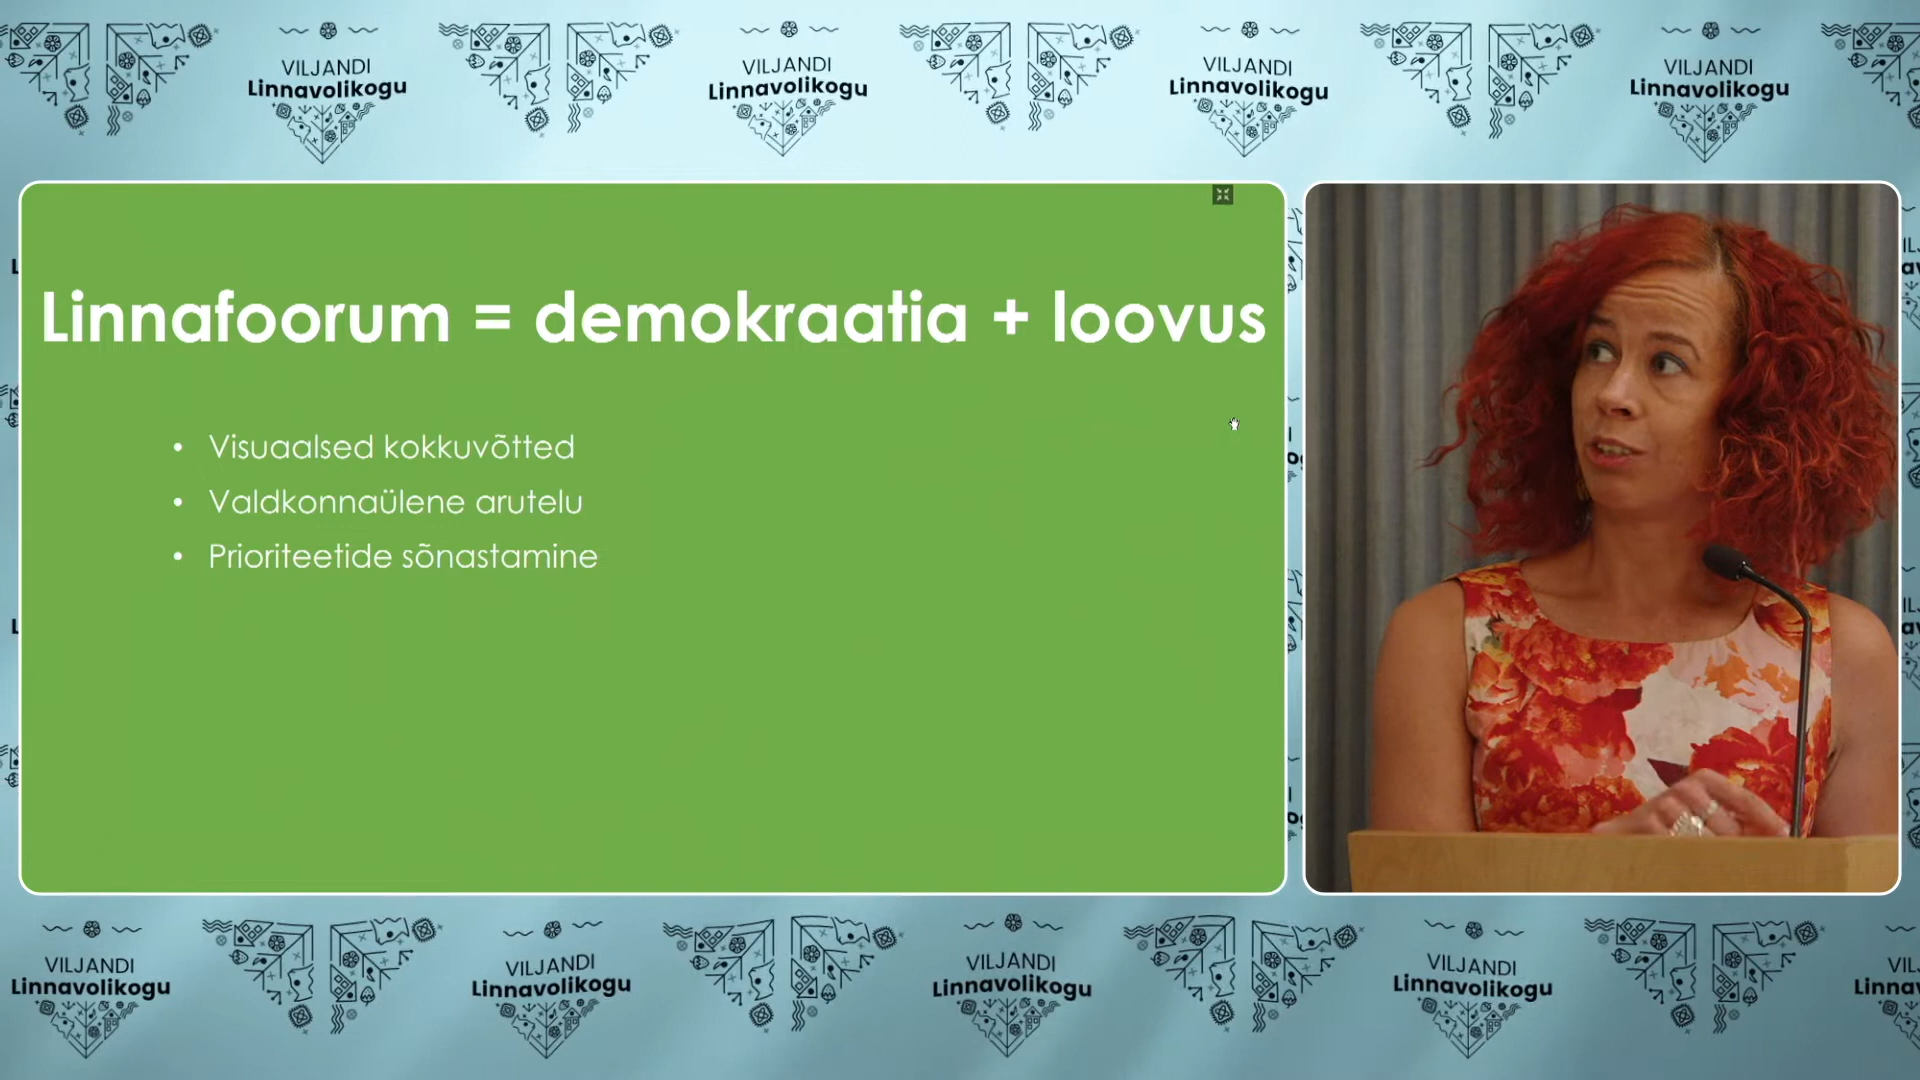 VILJANDI
Linnavolikogu
VILJANDI
Linnavolikogu
VILJANDI
Linnavolikogu
VILJANDI
Linnavolikogu
Linnafoorum = demokraatia + loovus
• Visuaalsed kokkuvõtted
• Valdkonnaülene arutelu
• Prioriteetide sõnastamine
VILJANDI
Linnavolikogu
VILJANDI
Linnavolikogu
VILJANDI
Linnavolikogu
VILJANDI
Linnavolikogu